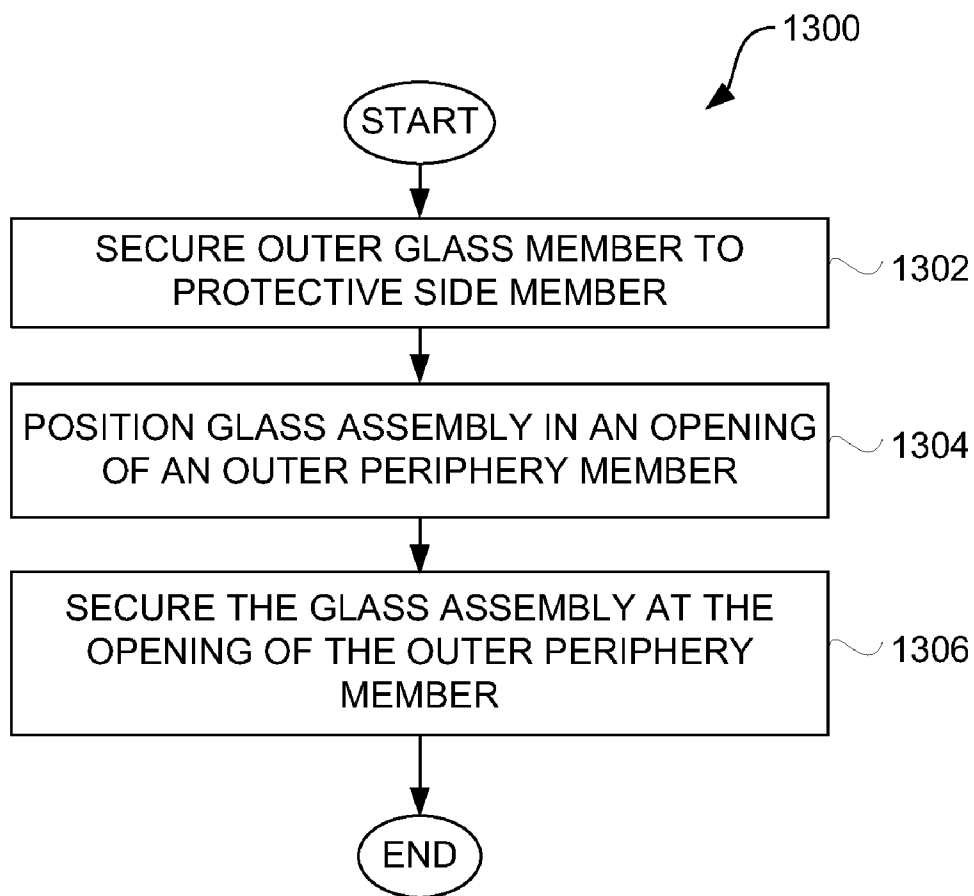 1300
START
SECURE OUTER GLASS MEMBER TO
PROTECTIVE SIDE MEMBER
1302
POSITION GLASS ASSEMBLY IN AN OPENING
OF AN OUTER PERIPHERY MEMBER
1304
SECURE THE GLASS ASSEMBLY AT THE
OPENING OF THE OUTER PERIPHERY
MEMBER
1306
END